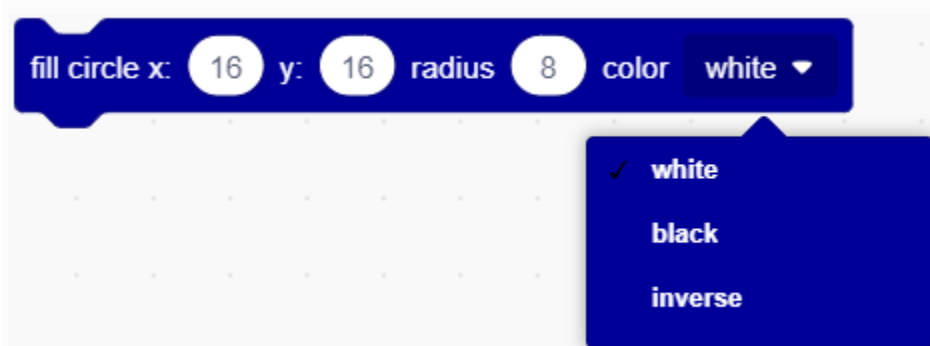 fill circle x: 16 y: 16 radius 8 color white
white
black
inverse